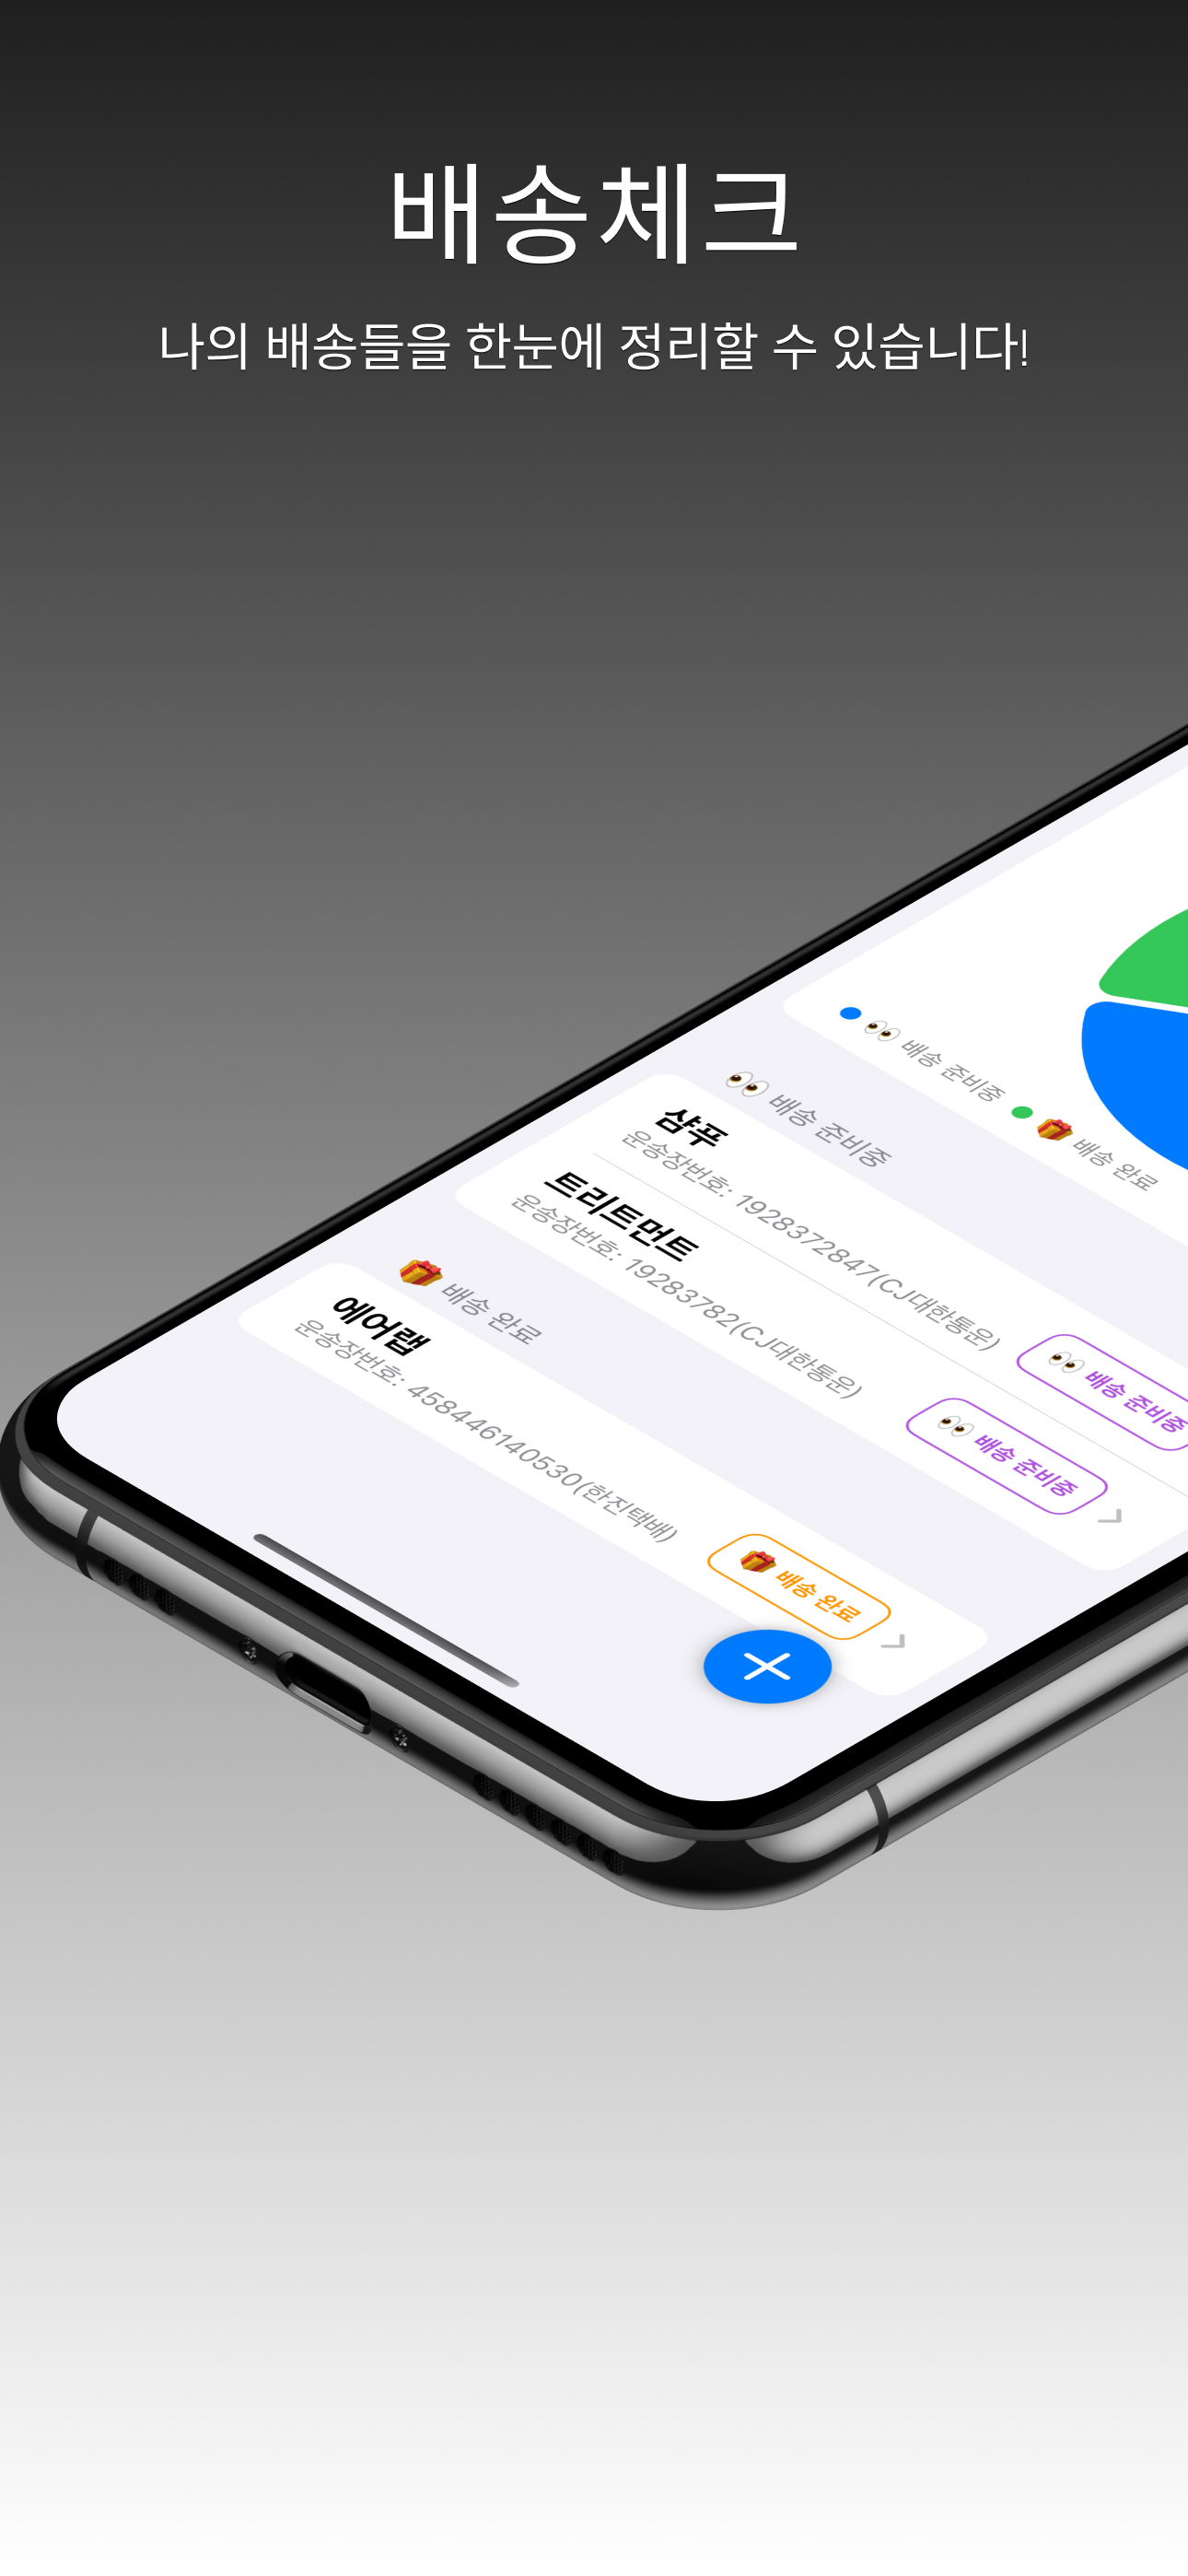 배송체크
나의 배송들을 한눈에 정리할 수 있습니다!
👀 배송 준비중 🎁 배송 완료
👀 배송 준비중
샴푸
운송장번호: 1928372847(CJ대한통운)
👀 배송 준비중
트리트먼트
운송장번호: 19283782(CJ대한통운)
👀 배송 준비중
🎁 배송 완료
에어랩
운송장번호: 458446140530(한진택배)
🎁 배송 완료